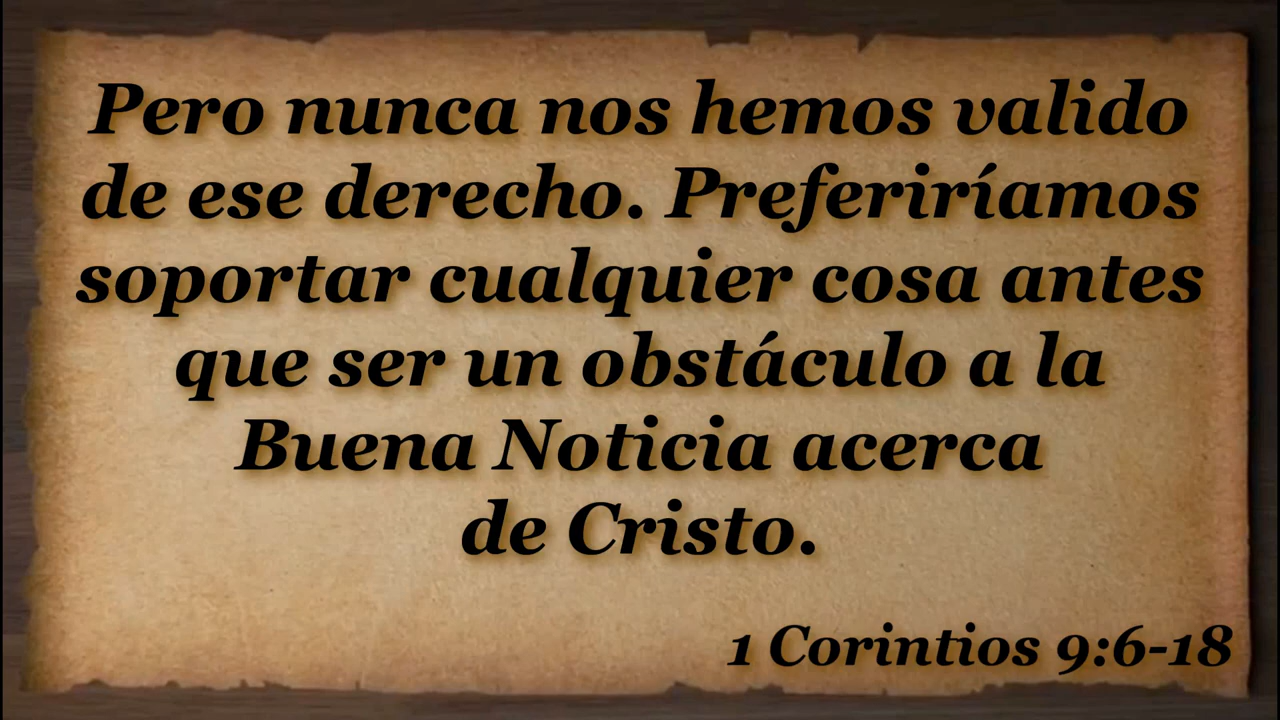 Pero nunca nos hemos valido
de ese derecho. Preferiríamos
soportar cualquier cosa antes
que ser un obstáculo a la
Buena Noticia acerca
de Cristo.
1 Corintios 9:6-18